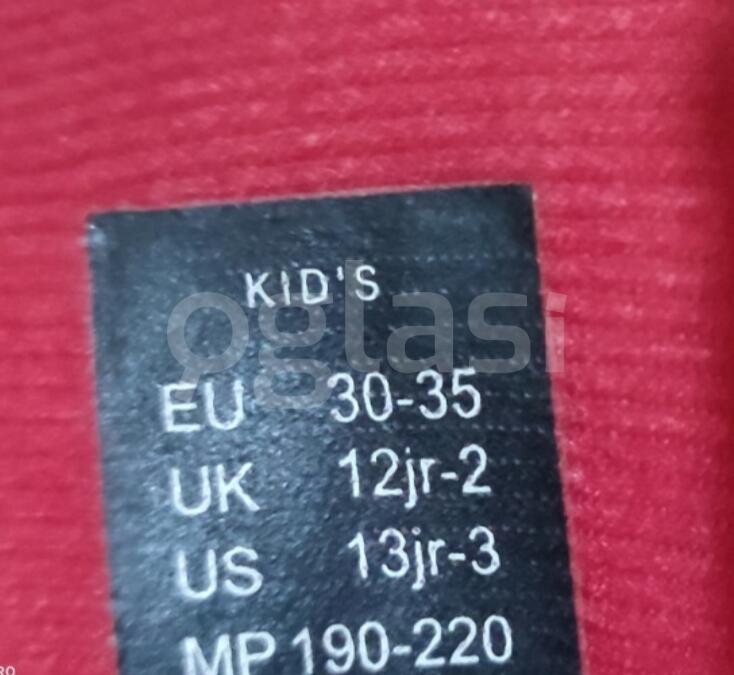 KID'S
oglasi
EU 30-35
UK 12jr-2
US 13jr-3
MP 190-220